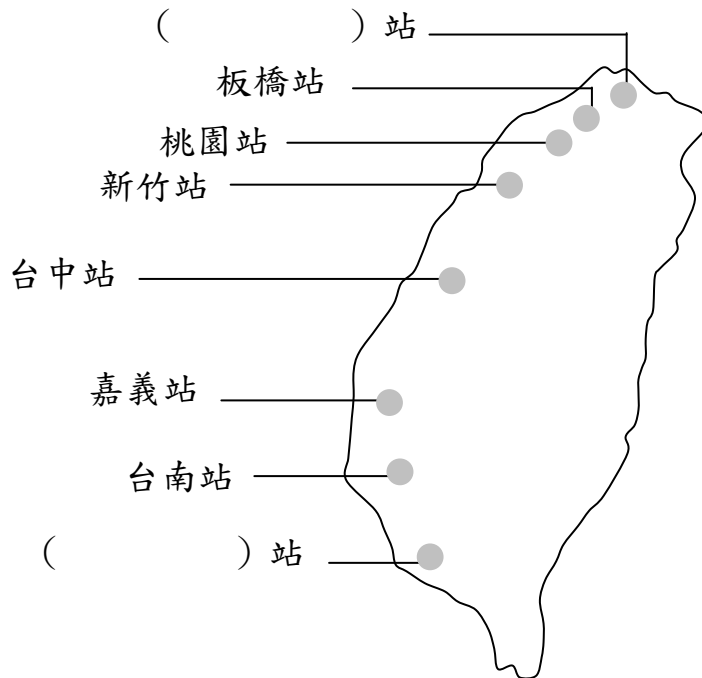 （　　　　　）站
板橋站
桃園站
新竹站
台中站
嘉義站
台南站
（　　　　　）站